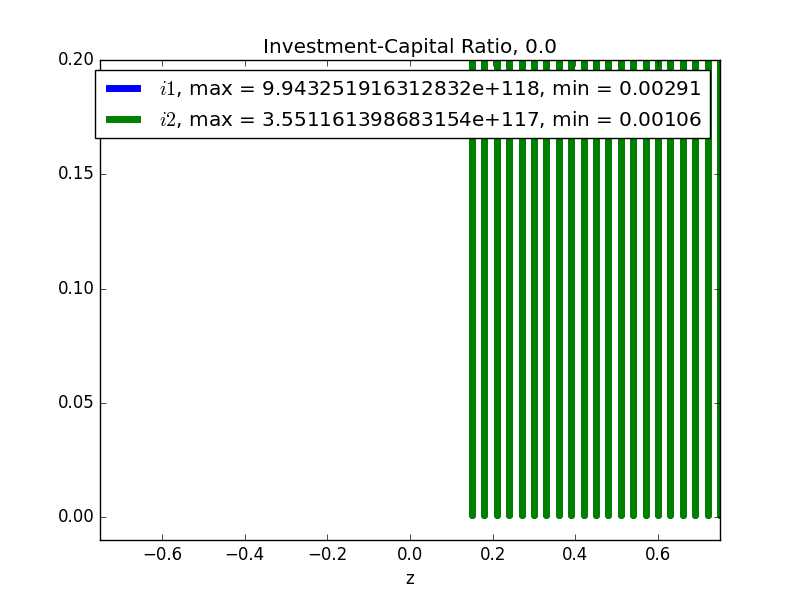 Investment-Capital Ratio, 0.0
0.20
i1, max = 9.943251916312832e+118, min = 0.00291
i2, max = 3.551161398683154e+117, min = 0.00106
0.15
0.10
0.05
0.00
−0.6 −0.4 −0.2 0.0 0.2 0.4 0.6
z